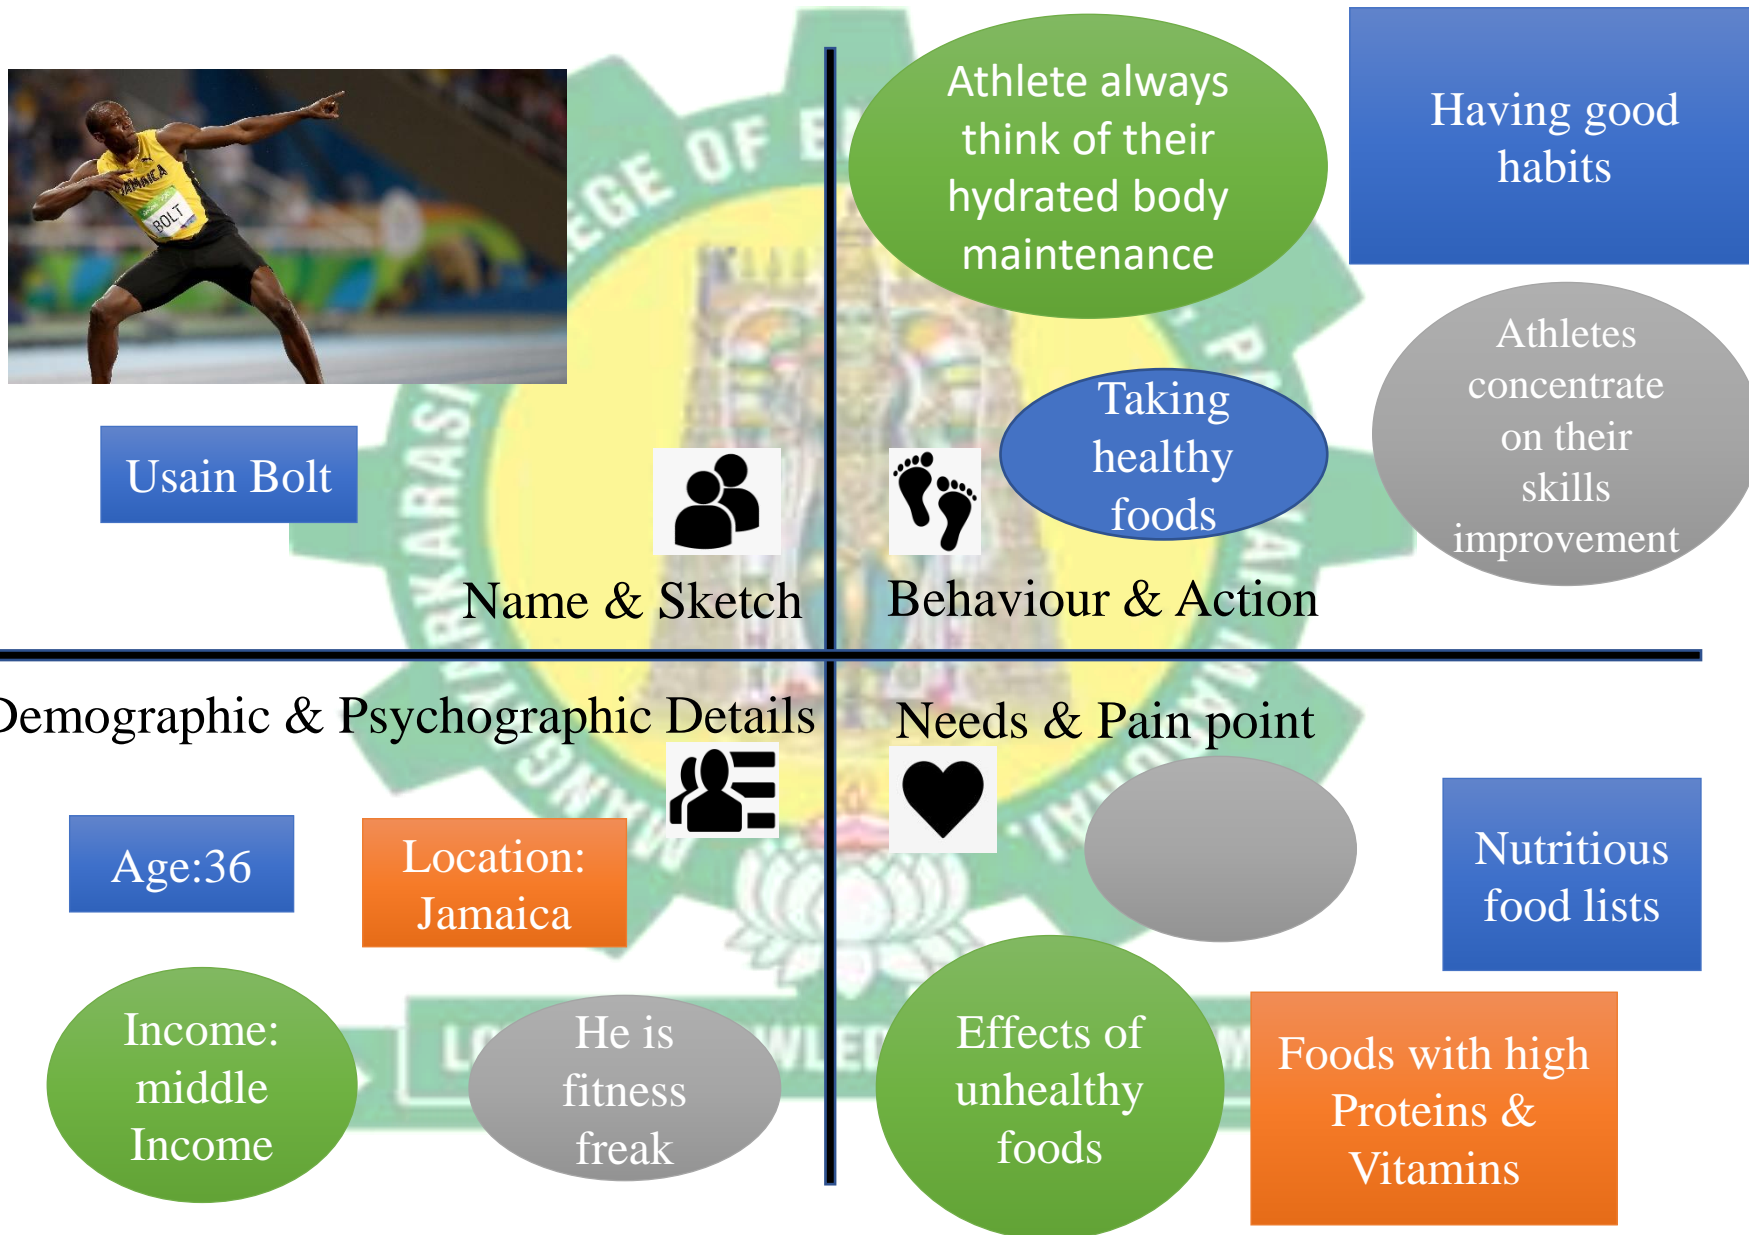 JAMAICA
BOLT
Usain Bolt
Name & Sketch
Athlete always
think of their
hydrated body
maintenance
Having good
habits
Taking
healthy
foods
Athletes
concentrate
on their
skills
improvement
Behaviour & Action
Demographic & Psychographic Details
Age:36
Location:
Jamaica
Income:
middle
Income
He is
fitness
freak
Needs & Pain point
Nutritious
food lists
Effects of
unhealthy
foods
Foods with high
Proteins &
Vitamins